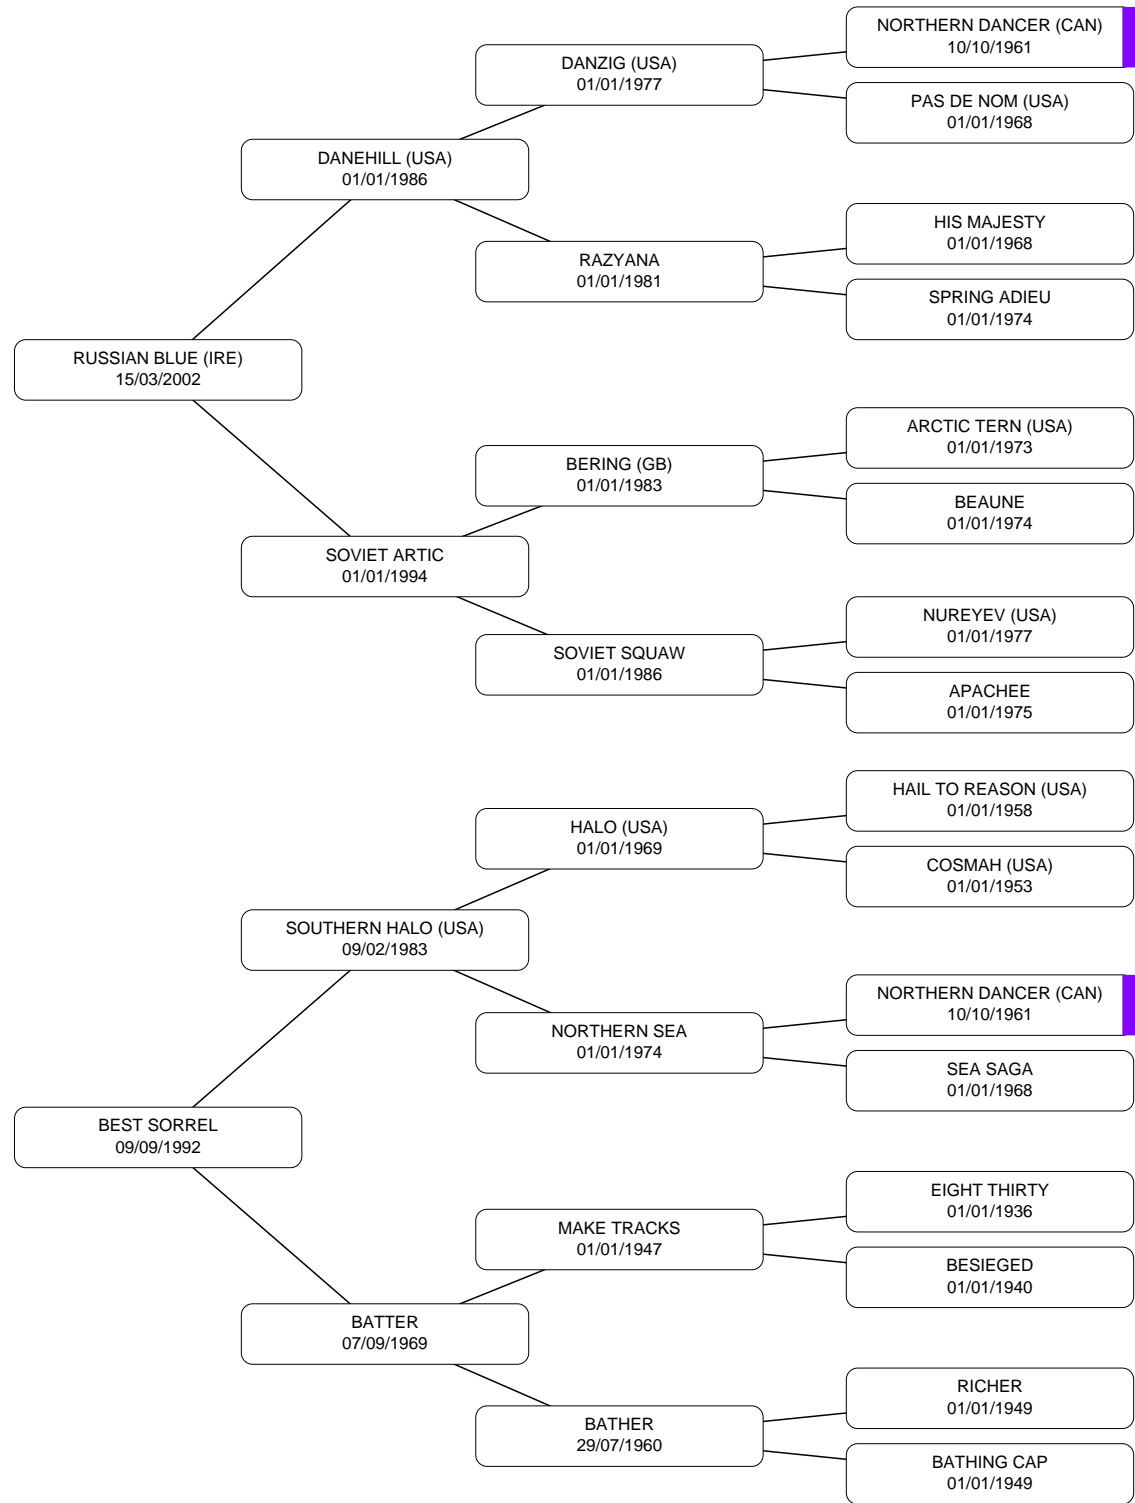 NORTHERN DANCER (CAN)
10/10/1961
DANZIG (USA)
01/01/1977
PAS DE NOM (USA)
01/01/1968
DANEHILL (USA)
01/01/1986
HIS MAJESTY
01/01/1968
RAZYANA
01/01/1981
SPRING ADIEU
01/01/1974
RUSSIAN BLUE (IRE)
15/03/2002
ARCTIC TERN (USA)
01/01/1973
BERING (GB)
01/01/1983
BEAUNE
01/01/1974
SOVIET ARTIC
01/01/1994
NUREYEV (USA)
01/01/1977
SOVIET SQUAW
01/01/1986
APACHEE
01/01/1975
HAIL TO REASON (USA)
01/01/1958
HALO (USA)
01/01/1969
COSMAH (USA)
01/01/1953
SOUTHERN HALO (USA)
09/02/1983
NORTHERN DANCER (CAN)
10/10/1961
NORTHERN SEA
01/01/1974
SEA SAGA
01/01/1968
BEST SORREL
09/09/1992
EIGHT THIRTY
01/01/1936
MAKE TRACKS
01/01/1947
BESIEGED
01/01/1940
BATTER
07/09/1969
RICHER
01/01/1949
BATHER
29/07/1960
BATHING CAP
01/01/1949